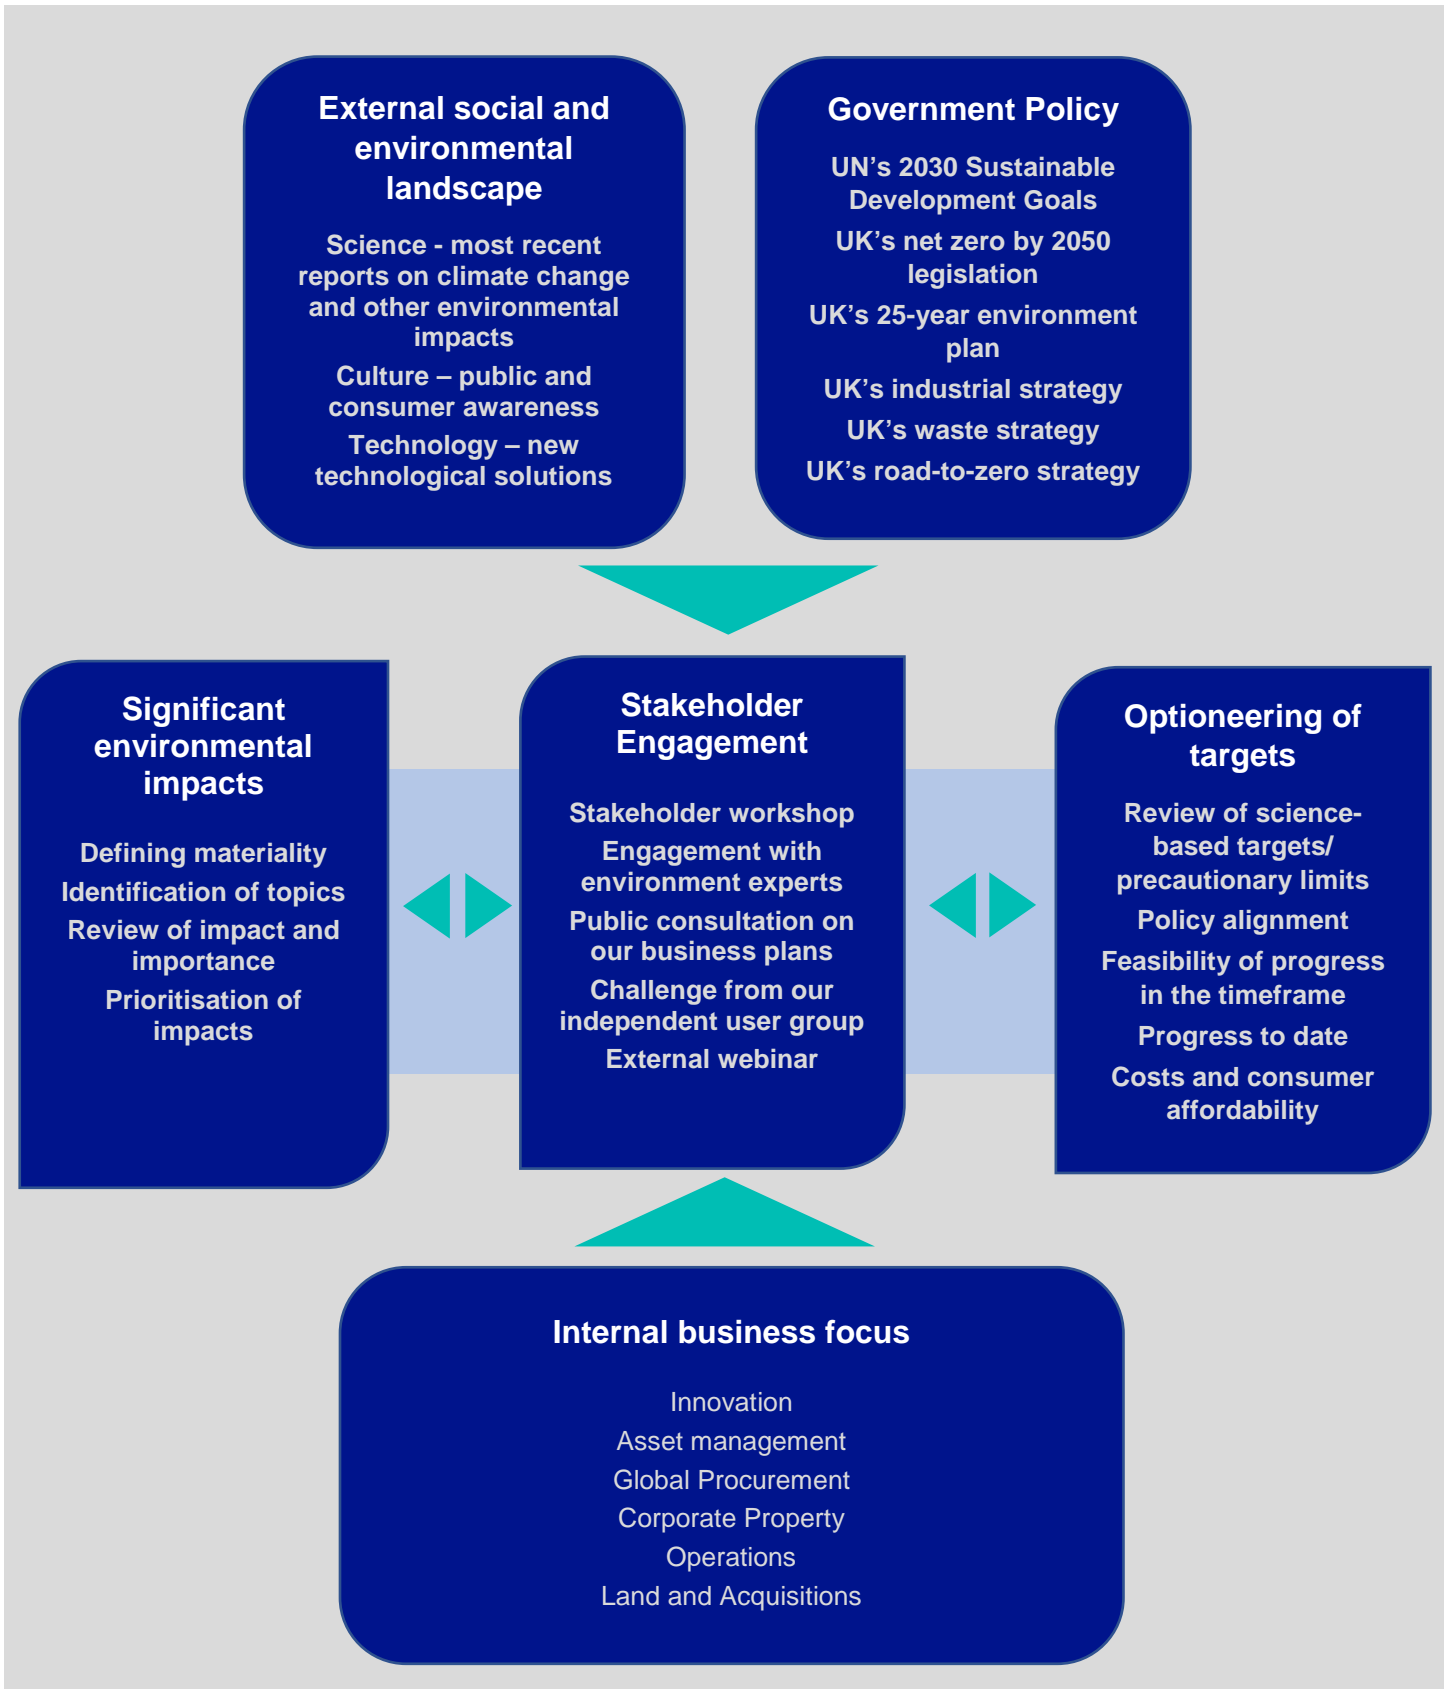 External social and
environmental
landscape
Science - most recent
reports on climate change
and other environmental
impacts
Culture – public and
consumer awareness
Technology – new
technological solutions
Government Policy
UN’s 2030 Sustainable
Development Goals
UK’s net zero by 2050
legislation
UK’s 25-year environment
plan
UK’s industrial strategy
UK’s waste strategy
UK’s road-to-zero strategy
Significant
environmental
impacts
Defining materiality
Identification of topics
Review of impact and
importance
Prioritisation of
impacts
Stakeholder
Engagement
Stakeholder workshop
Engagement with
environment experts
Public consultation on
our business plans
Challenge from our
independent user group
External webinar
Optioneering of
targets
Review of science-
based targets/
precautionary limits
Policy alignment
Feasibility of progress
in the timeframe
Progress to date
Costs and consumer
affordability
Internal business focus
Innovation
Asset management
Global Procurement
Corporate Property
Operations
Land and Acquisitions